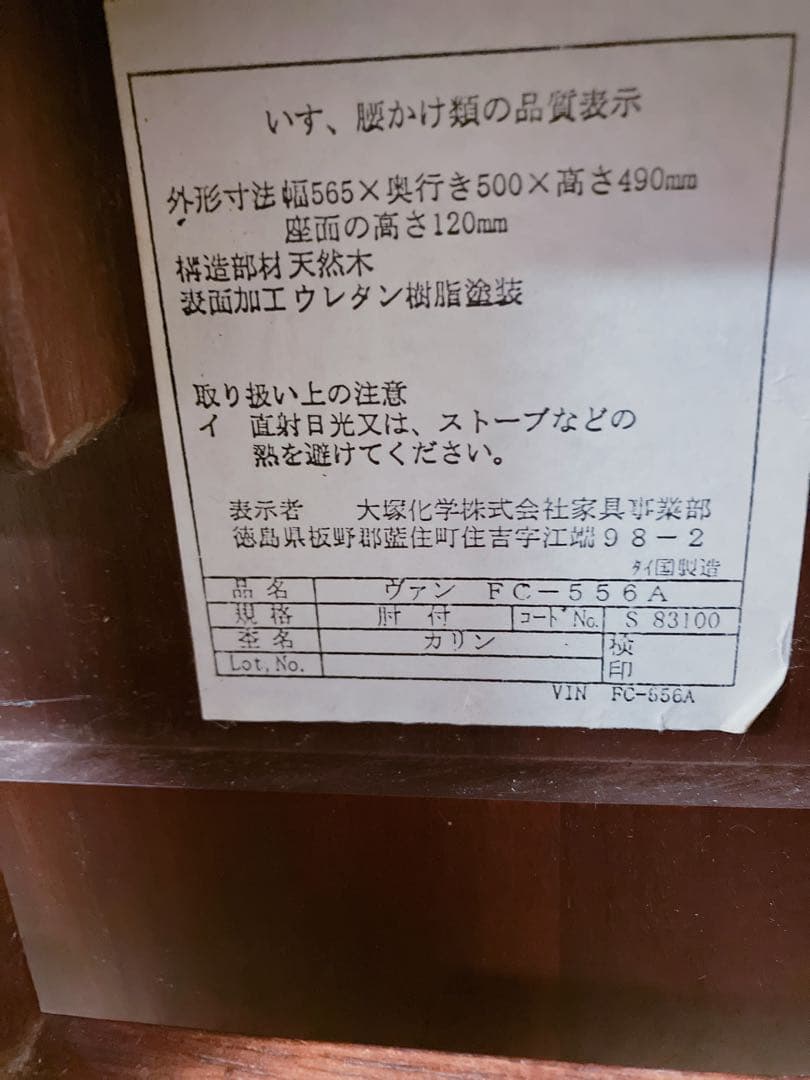 いす、腰かけ類の品質表示
外形寸法 幅565×奥行き500×高さ490mm
座面の高さ120mm
構造部材 天然木
表面加工 ウレタン樹脂塗装
取り扱い上の注意
イ 直射日光又は、ストーブなどの
熱を避けてください。
表示者 大塚化学株式会社家具事業部
徳島県板野郡藍住町住吉字江端98-2
タイ国製造
品名 ヴァン FC-556A
規格 肘付 コードNo. S 83100
杢名 カリン 検印
Lot,No.
VIN FC-556A